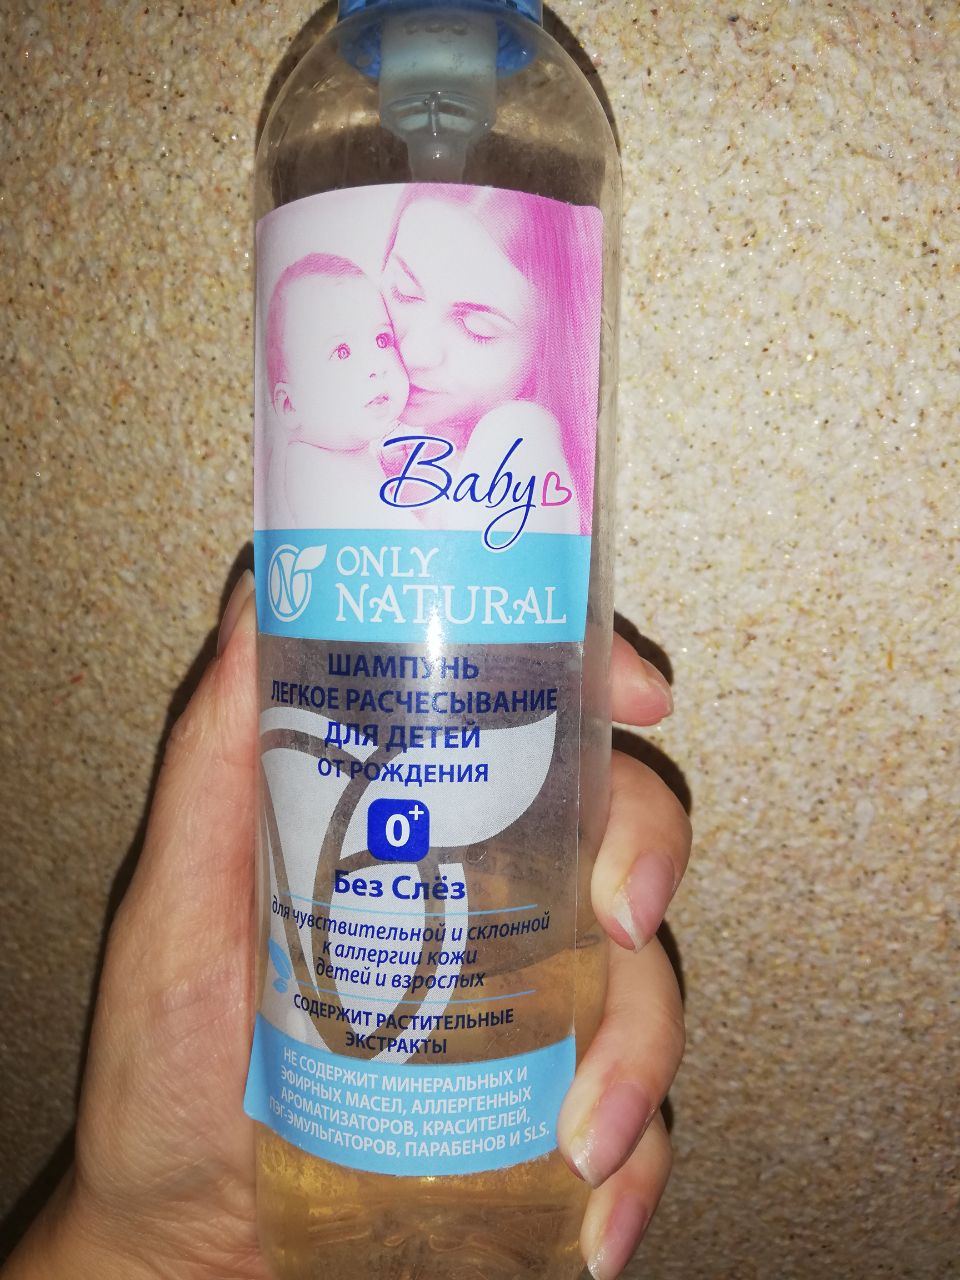 Baby
ONLY
NATURAL
ШАМПУНЬ
ЛЕГКОЕ РАСЧЕСЫВАНИЕ
ДЛЯ ДЕТЕЙ
ОТ РОЖДЕНИЯ
0+
Без Слёз
для чувствительной и склонной
к аллергии кожи
детей и взрослых
СОДЕРЖИТ РАСТИТЕЛЬНЫЕ
ЭКСТРАКТЫ
НЕ СОДЕРЖИТ МИНЕРАЛЬНЫХ И
ЭФИРНЫХ МАСЕЛ, АЛЛЕРГЕННЫХ
АРОМАТИЗАТОРОВ, КРАСИТЕЛЕЙ,
ПЭГ-ЭМУЛЬГАТОРОВ, ПАРАБЕНОВ И SLS.